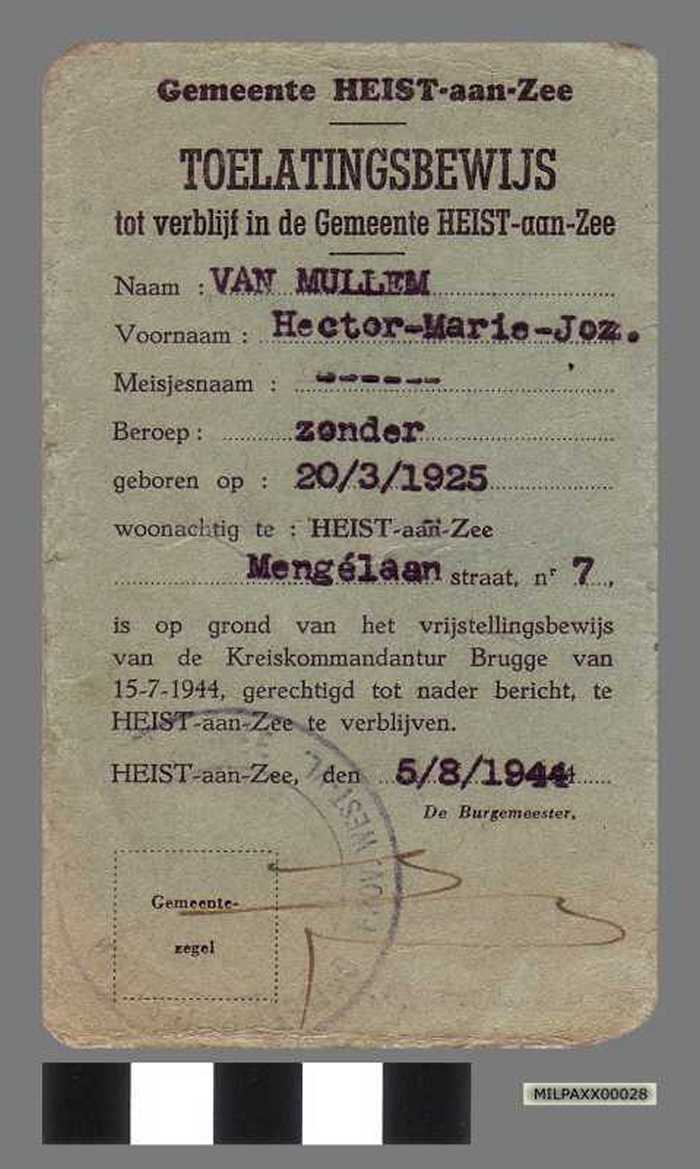 Gemeente HEIST-aan-Zee
TOELATINGSBEWIJS
tot verblijf in de Gemeente HEIST-aan-Zee
Naam : VAN MULLEM
Voornaam : Hector-Marie-Joz.
Meisjesnaam : ------
Beroep : zonder
geboren op : 20/3/1925
woonachtig te : HEIST-aan-Zee
Mengélaan straat, nr 7 ,
is op grond van het vrijstellingsbewijs
van de Kreiskommandantur Brugge van
15-7-1944, gerechtigd tot nader bericht, te
HEIST-aan-Zee te verblijven.
HEIST-aan-Zee, den 5/8/1944
De Burgemeester,
Gemeente-
zegel
WEST-VL.
MILPAXX00028